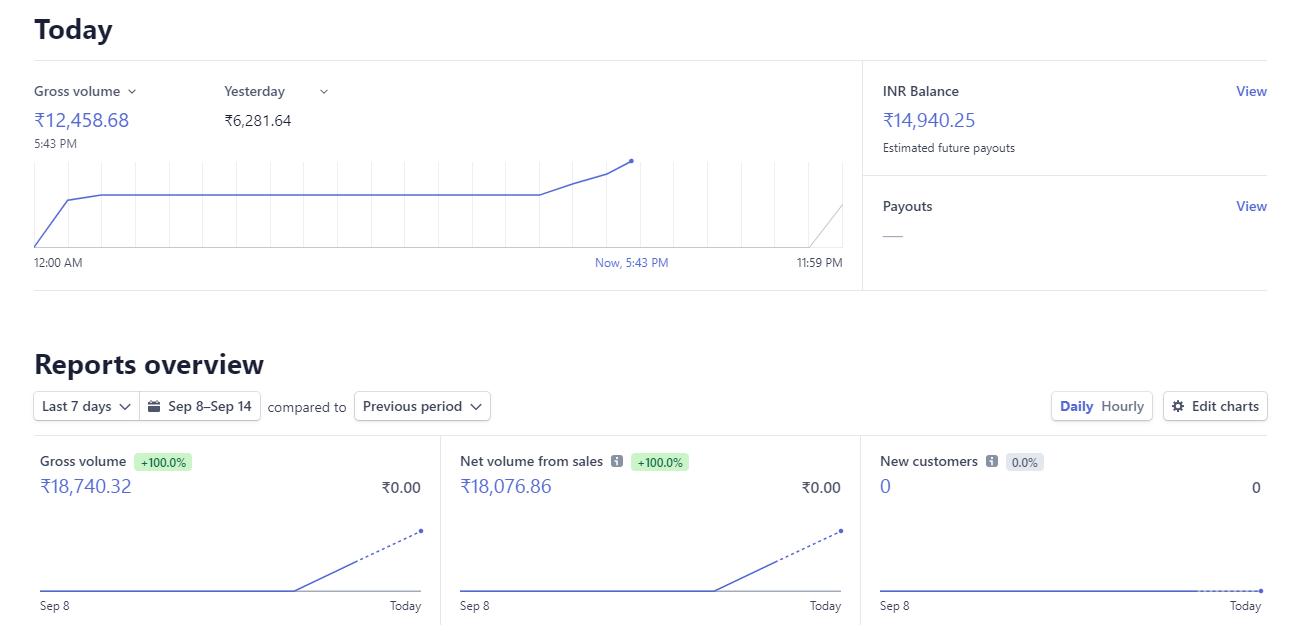 Today
Gross volume Yesterday
₹12,458.68 ₹6,281.64
5:43 PM
12:00 AM Now, 5:43 PM 11:59 PM
INR Balance View
₹14,940.25
Estimated future payouts
Payouts View
—
Reports overview
Last 7 days Sep 8–Sep 14 compared to Previous period Daily Hourly Edit charts
Gross volume +100.0%
₹18,740.32 ₹0.00
Sep 8 Today
Net volume from sales +100.0%
₹18,076.86 ₹0.00
Sep 8 Today
New customers 0.0%
0 0
Sep 8 Today